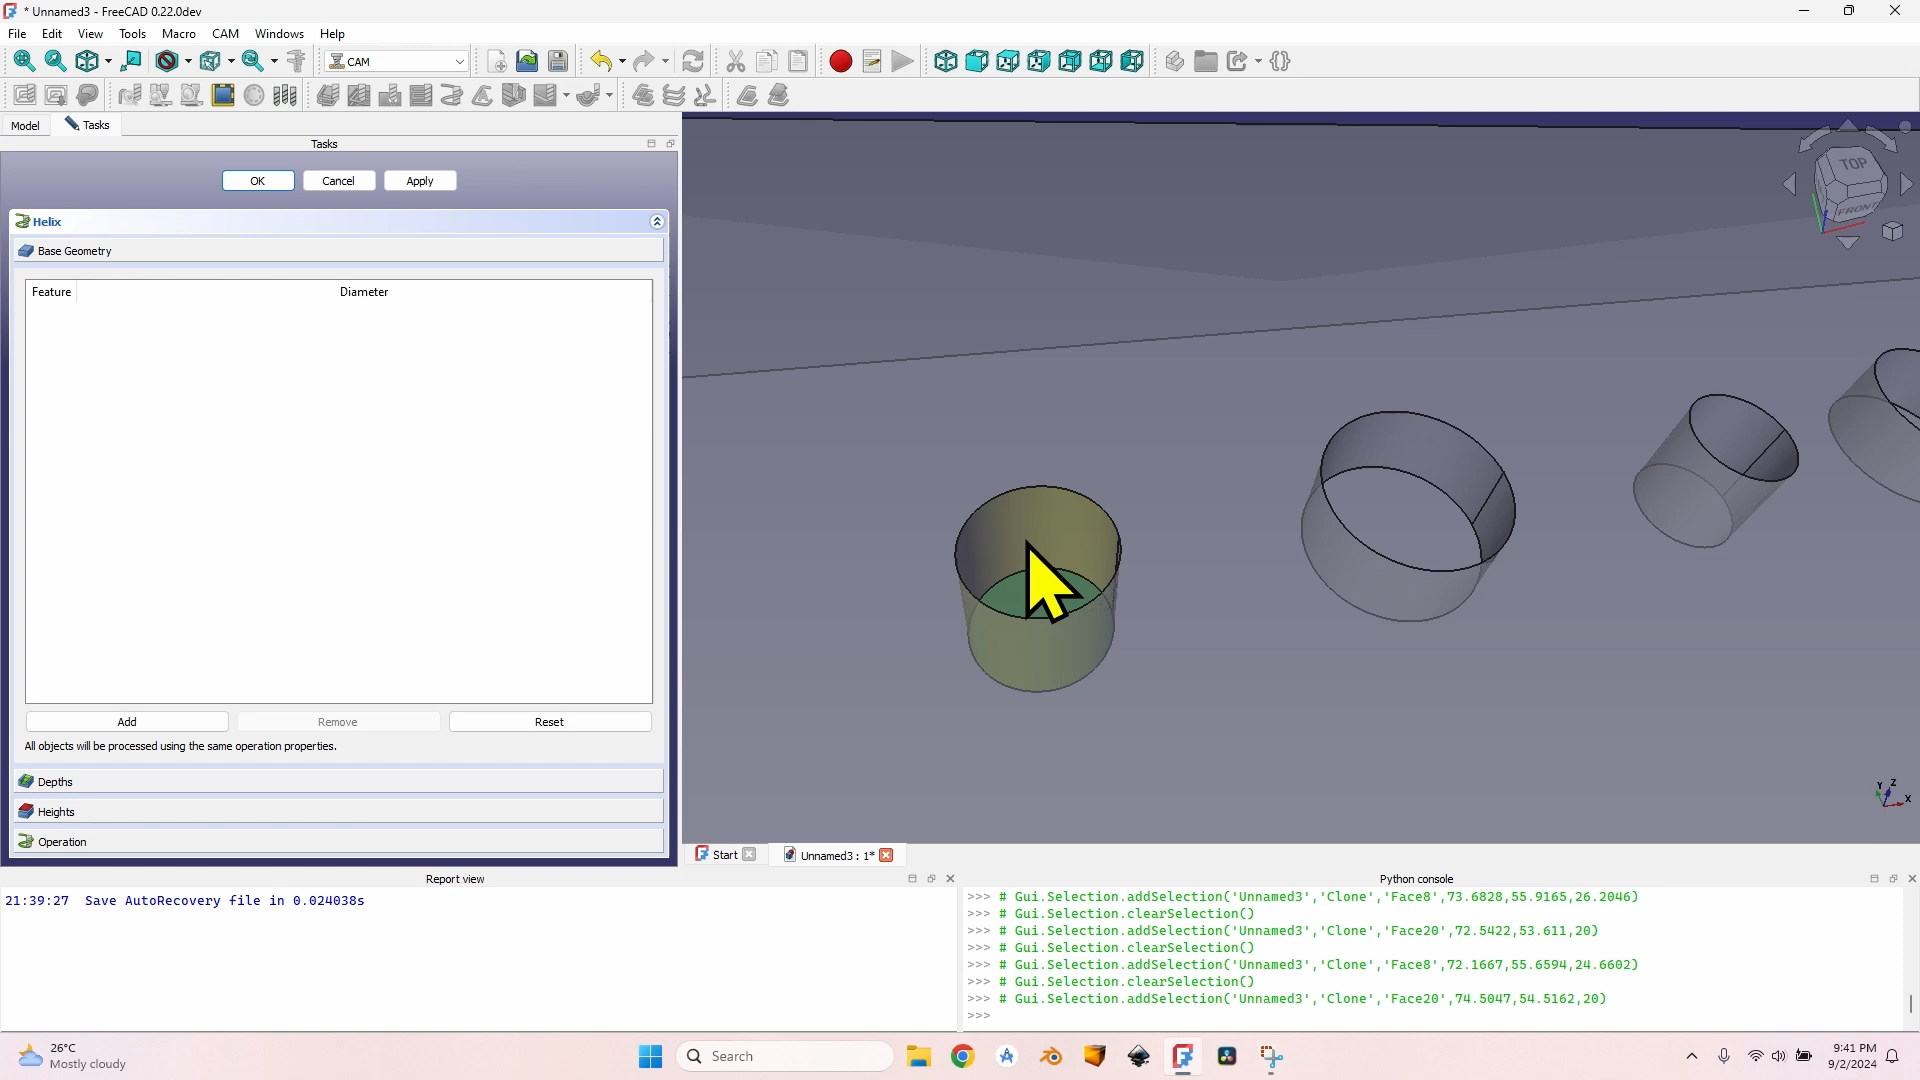 * Unnamed3 - FreeCAD 0.22.0dev
File Edit View Tools Macro CAM Windows Help
CAM
Model Tasks
Tasks
OK Cancel Apply
Helix
Base Geometry
Feature Diameter
Add Remove Reset
All objects will be processed using the same operation properties.
Depths
Heights
Operation
TOP
FRONT
Y Z X
Start Unnamed3 : 1*
Report view
21:39:27 Save AutoRecovery file in 0.024038s
Python console
>>> # Gui.Selection.addSelection('Unnamed3','Clone','Face8',73.6828,55.9165,26.2046)
>>> # Gui.Selection.clearSelection()
>>> # Gui.Selection.addSelection('Unnamed3','Clone','Face20',72.5422,53.611,20)
>>> # Gui.Selection.clearSelection()
>>> # Gui.Selection.addSelection('Unnamed3','Clone','Face8',72.1667,55.6594,24.6602)
>>> # Gui.Selection.clearSelection()
>>> # Gui.Selection.addSelection('Unnamed3','Clone','Face20',74.5047,54.5162,20)
>>>
26°C
Mostly cloudy
Search
9:41 PM
9/2/2024